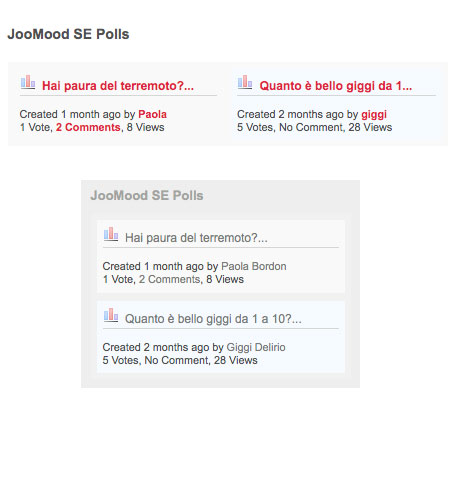 JooMood SE Polls
Hai paura del terremoto?...
Created 1 month ago by Paola
1 Vote, 2 Comments, 8 Views
Quanto è bello giggi da 1...
Created 2 months ago by giggi
5 Votes, No Comment, 28 Views
JooMood SE Polls
Hai paura del terremoto?...
Created 1 month ago by Paola Bordon
1 Vote, 2 Comments, 8 Views
Quanto è bello giggi da 1 a 10?...
Created 2 months ago by Giggi Delirio
5 Votes, No Comment, 28 Views